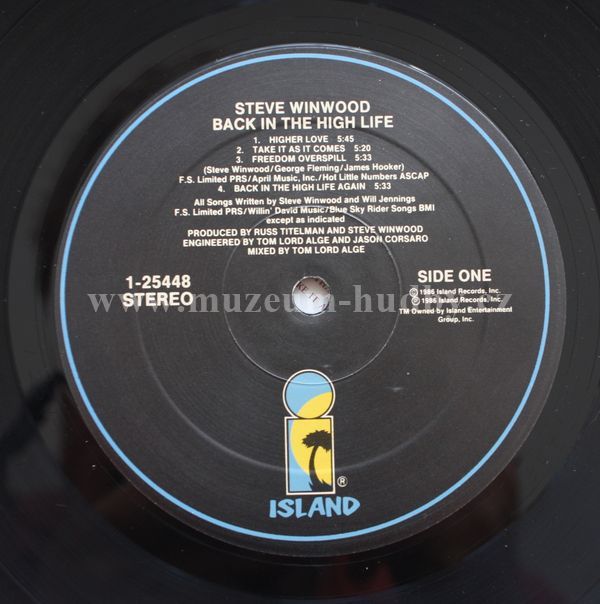 STEVE WINWOOD
BACK IN THE HIGH LIFE
1. HIGHER LOVE 5:45
2. TAKE IT AS IT COMES 5:20
3. FREEDOM OVERSPILL 5:33
(Steve Winwood/George Fleming/James Hooker)
F.S. Limited PRS/April Music, Inc./Hot Little Numbers ASCAP
4. BACK IN THE HIGH LIFE AGAIN 5:33
All Songs Written by Steve Winwood and Will Jennings
F.S. Limited PRS/Willin' David Music/Blue Sky Rider Songs BMI
except as indicated
PRODUCED BY RUSS TITELMAN AND STEVE WINWOOD
ENGINEERED BY TOM LORD ALGE AND JASON CORSARO
MIXED BY TOM LORD ALGE
1-25448
STEREO
SIDE ONE
© 1986 Island Records, Inc.
℗ 1986 Island Records, Inc.
TM Owned by Island Entertainment
Group, Inc.
www.muzeum-hudby.cz
®
ISLAND